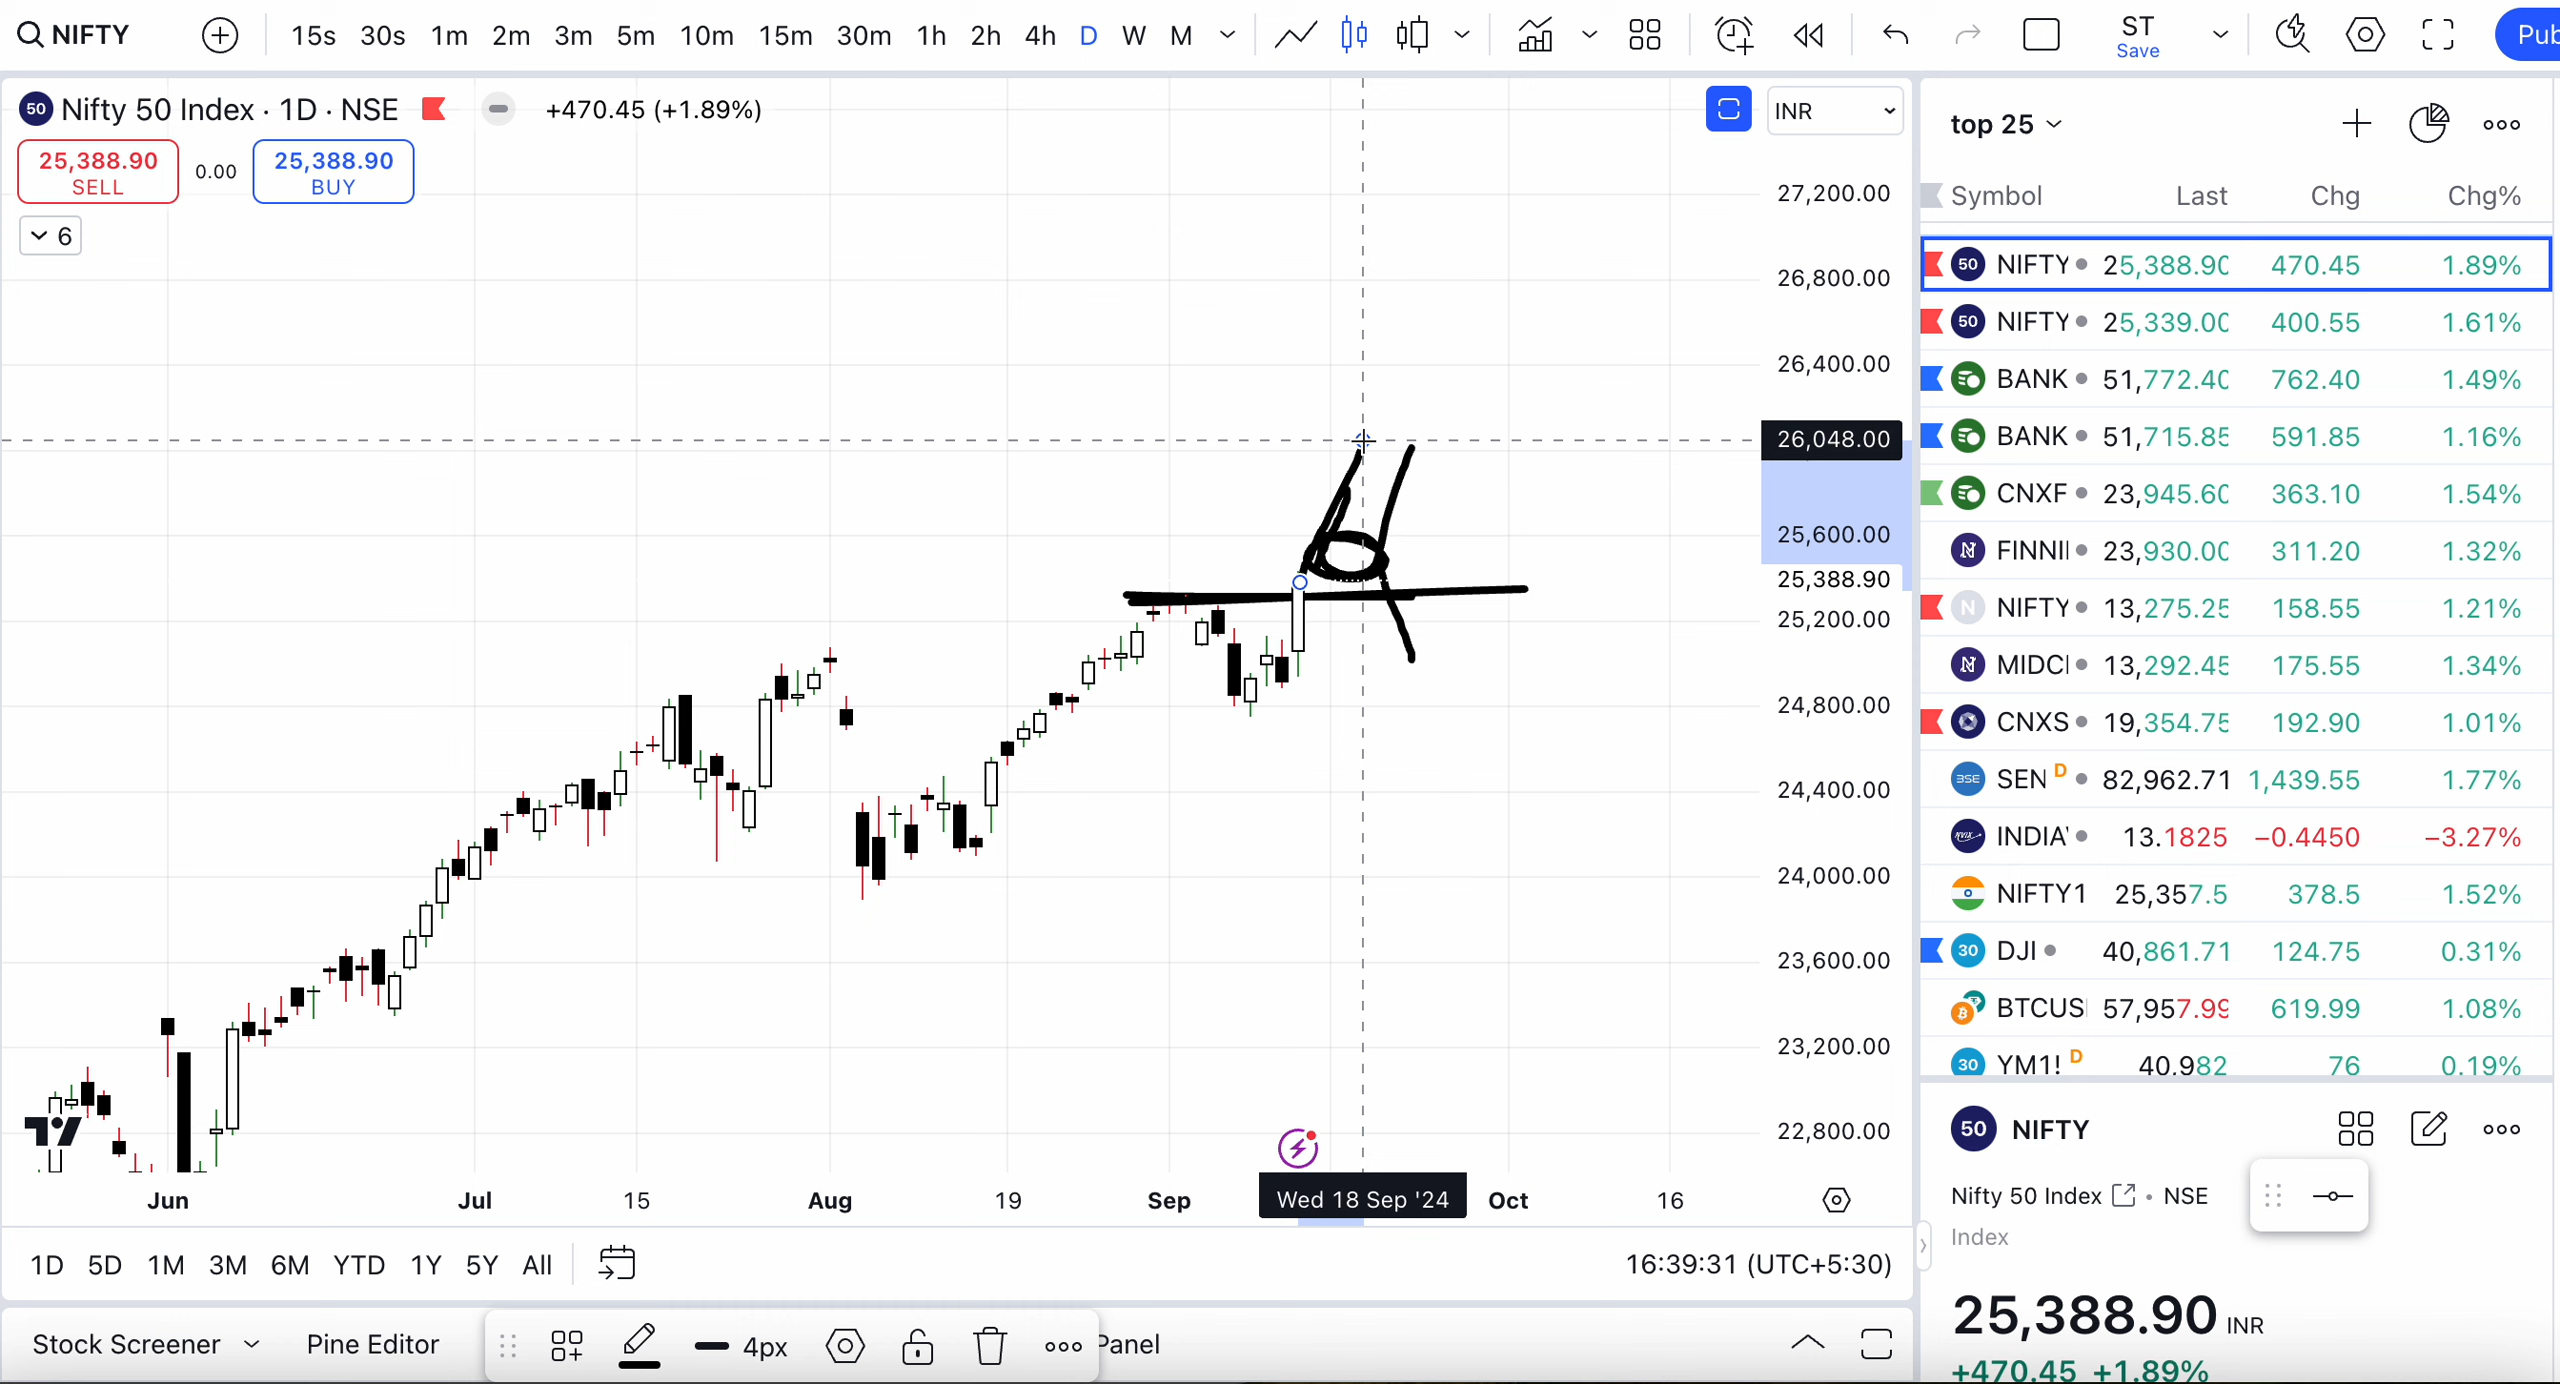 NIFTY 15s 30s 1m 2m 3m 5m 10m 15m 30m 1h 2h 4h D W M ST Pub
Save
50 Nifty 50 Index · 1D · NSE +470.45 (+1.89%) INR
25,388.90 0.00 25,388.90
SELL BUY
6
27,200.00
26,800.00
26,400.00
26,048.00
25,600.00
25,388.90
25,200.00
24,800.00
24,400.00
24,000.00
23,600.00
23,200.00
22,800.00
Jun Jul 15 Aug 19 Sep Wed 18 Sep '24 Oct 16
1D 5D 1M 3M 6M YTD 1Y 5Y All 16:39:31 (UTC+5:30)
Stock Screener Pine Editor 4px Panel
top 25
Symbol Last Chg Chg%
50 NIFTY 25,388.90 470.45 1.89%
50 NIFTY 25,339.00 400.55 1.61%
BANK 51,772.40 762.40 1.49%
BANK 51,715.85 591.85 1.16%
CNXF 23,945.60 363.10 1.54%
FINNI 23,930.00 311.20 1.32%
N NIFTY 13,275.25 158.55 1.21%
MIDC 13,292.45 175.55 1.34%
CNXS 19,354.75 192.90 1.01%
BSE SEN D 82,962.71 1,439.55 1.77%
INDIA 13.1825 −0.4450 −3.27%
NIFTY1 25,357.5 378.5 1.52%
30 DJI 40,861.71 124.75 0.31%
BTCUS 57,957.99 619.99 1.08%
30 YM1! D 40,982 76 0.19%
50 NIFTY
Nifty 50 Index • NSE
Index
25,388.90 INR
+470.45 +1.89%